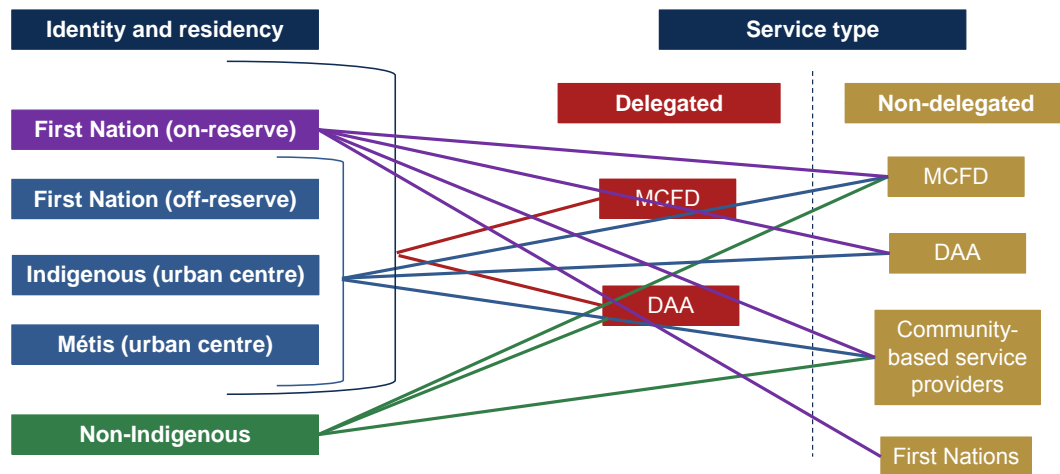 Identity and residency
Service type
Delegated
Non-delegated
First Nation (on-reserve)
First Nation (off-reserve)
Indigenous (urban centre)
Métis (urban centre)
Non-Indigenous
MCFD
DAA
MCFD
DAA
Community-
based service
providers
First Nations